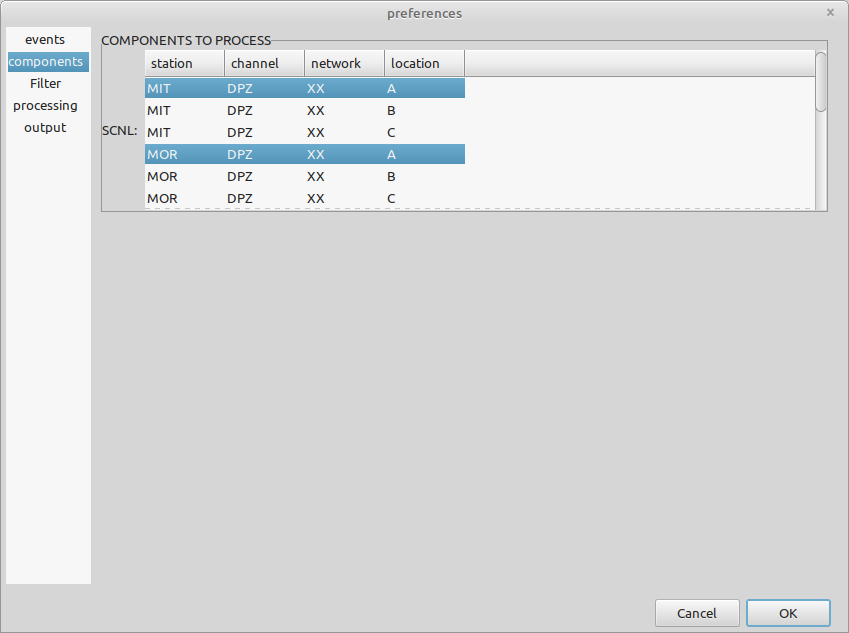 preferences
events
components
Filter
processing
output
COMPONENTS TO PROCESS
SCNL:
station channel network location
MIT DPZ XX A
MIT DPZ XX B
MIT DPZ XX C
MOR DPZ XX A
MOR DPZ XX B
MOR DPZ XX C
Cancel OK